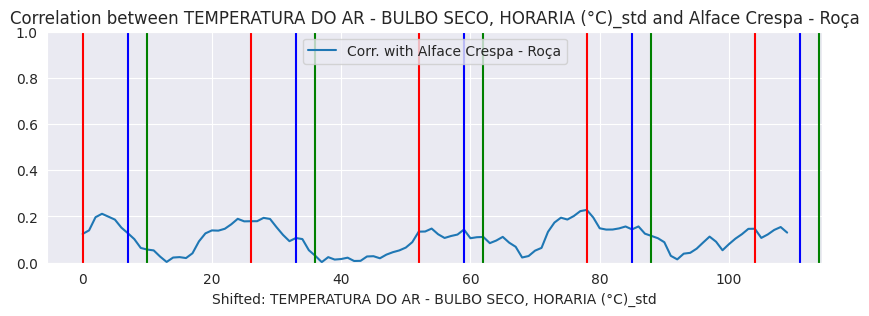 Correlation between TEMPERATURA DO AR - BULBO SECO, HORARIA (°C)_std and Alface Crespa - Roça
1.0
0.8
0.6
0.4
0.2
0.0
Corr. with Alface Crespa - Roça
0 20 40 60 80 100
Shifted: TEMPERATURA DO AR - BULBO SECO, HORARIA (°C)_std